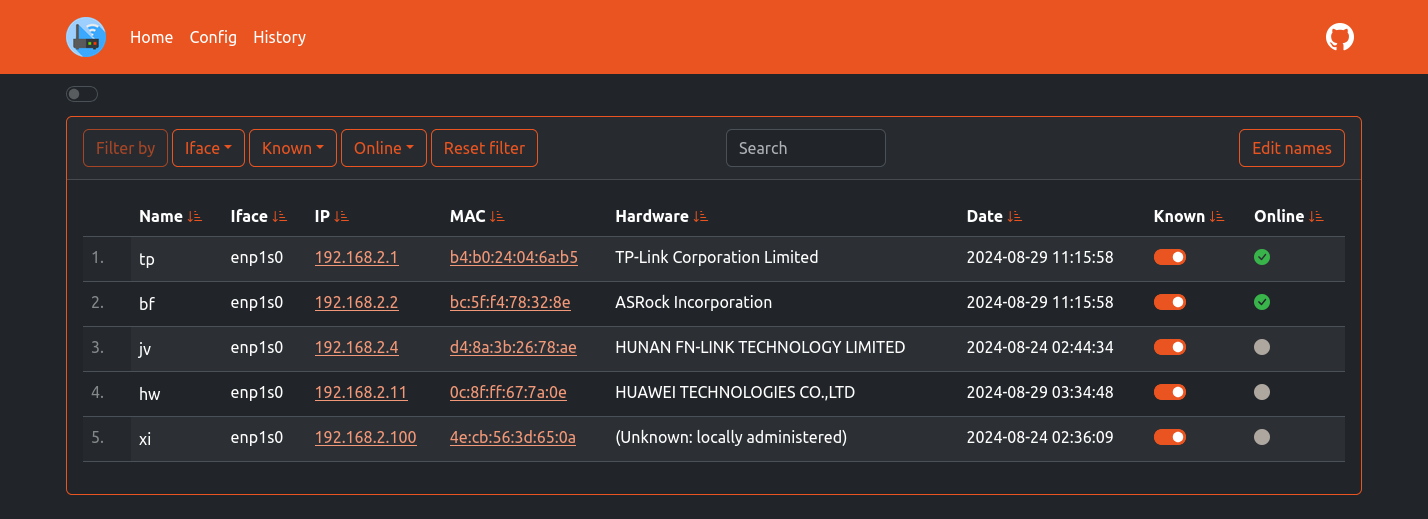 Home Config History
Filter by Iface Known Online Reset filter Search Edit names
Name Iface IP MAC Hardware Date Known Online
1. tp enp1s0 192.168.2.1 b4:b0:24:04:6a:b5 TP-Link Corporation Limited 2024-08-29 11:15:58
2. bf enp1s0 192.168.2.2 bc:5f:f4:78:32:8e ASRock Incorporation 2024-08-29 11:15:58
3. jv enp1s0 192.168.2.4 d4:8a:3b:26:78:ae HUNAN FN-LINK TECHNOLOGY LIMITED 2024-08-24 02:44:34
4. hw enp1s0 192.168.2.11 0c:8f:ff:67:7a:0e HUAWEI TECHNOLOGIES CO.,LTD 2024-08-29 03:34:48
5. xi enp1s0 192.168.2.100 4e:cb:56:3d:65:0a (Unknown: locally administered) 2024-08-24 02:36:09